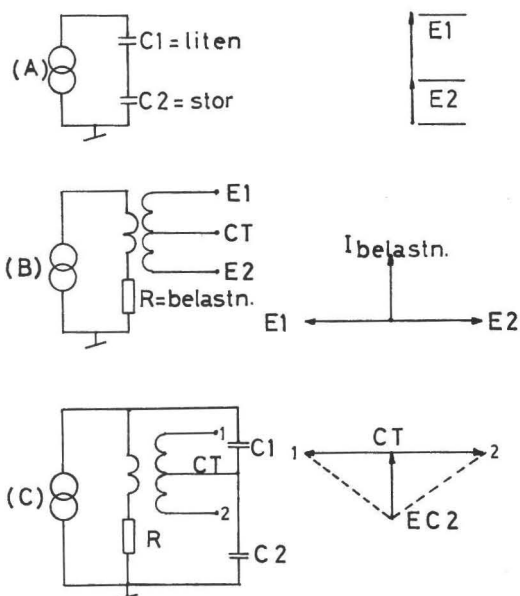 C1 = liten
E1
(A)
C2 = stor
E2
E1
CT
I belastn.
(B)
E2
R=belastn.
E1
E2
1
C1
CT
CT
1
2
(C)
2
EC2
R
C2